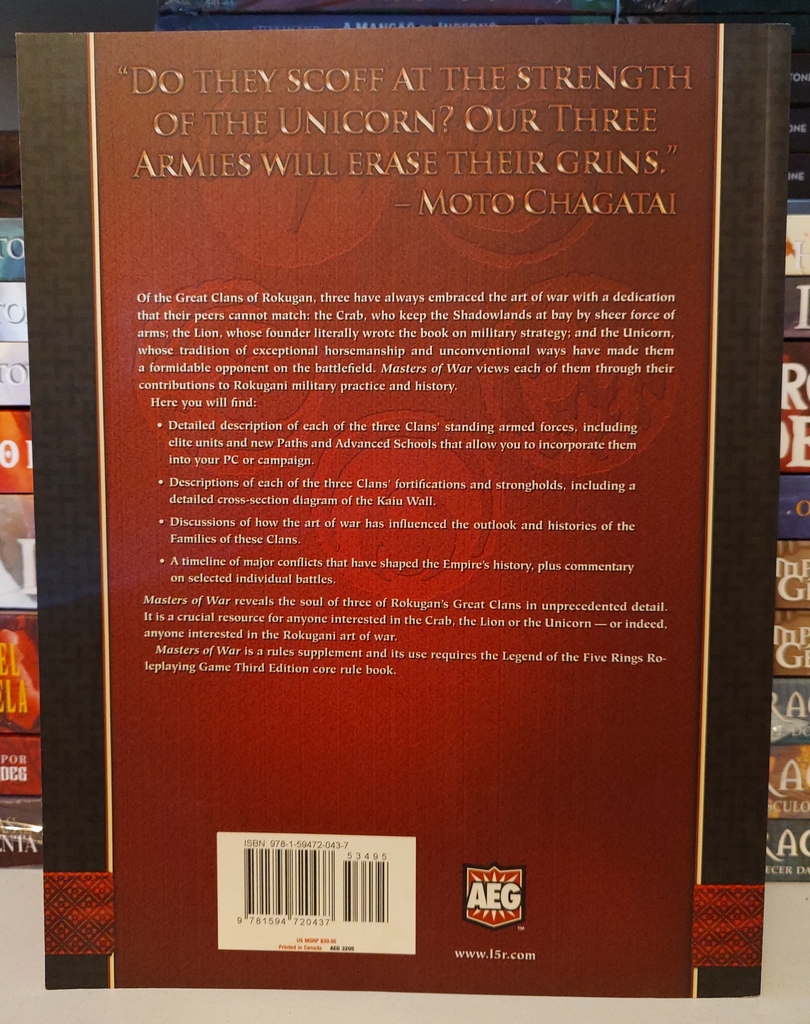 A MANSÃO DO INFERNO
“DO THEY SCOFF AT THE STRENGTH
OF THE UNICORN? OUR THREE
ARMIES WILL ERASE THEIR GRINS.”
– MOTO CHAGATAI
Of the Great Clans of Rokugan, three have always embraced the art of war with a dedication
that their peers cannot match: the Crab, who keep the Shadowlands at bay by sheer force of
arms; the Lion, whose founder literally wrote the book on military strategy; and the Unicorn,
whose tradition of exceptional horsemanship and unconventional ways have made them
a formidable opponent on the battlefield. Masters of War views each of them through their
contributions to Rokugani military practice and history.
Here you will find:
• Detailed description of each of the three Clans’ standing armed forces, including
elite units and new Paths and Advanced Schools that allow you to incorporate them
into your PC or campaign.
• Descriptions of each of the three Clans’ fortifications and strongholds, including a
detailed cross-section diagram of the Kaiu Wall.
• Discussions of how the art of war has influenced the outlook and histories of the
Families of these Clans.
• A timeline of major conflicts that have shaped the Empire’s history, plus commentary
on selected individual battles.
Masters of War reveals the soul of three of Rokugan’s Great Clans in unprecedented detail.
It is a crucial resource for anyone interested in the Crab, the Lion or the Unicorn — or indeed,
anyone interested in the Rokugani art of war.
Masters of War is a rules supplement and its use requires the Legend of the Five Rings Ro-
leplaying Game Third Edition core rule book.
ISBN: 978-1-59472-043-7
53495
9 781594 720437
US MSRP $39.95
Printed in Canada AEG 3205
AEG
TM
www.l5r.com